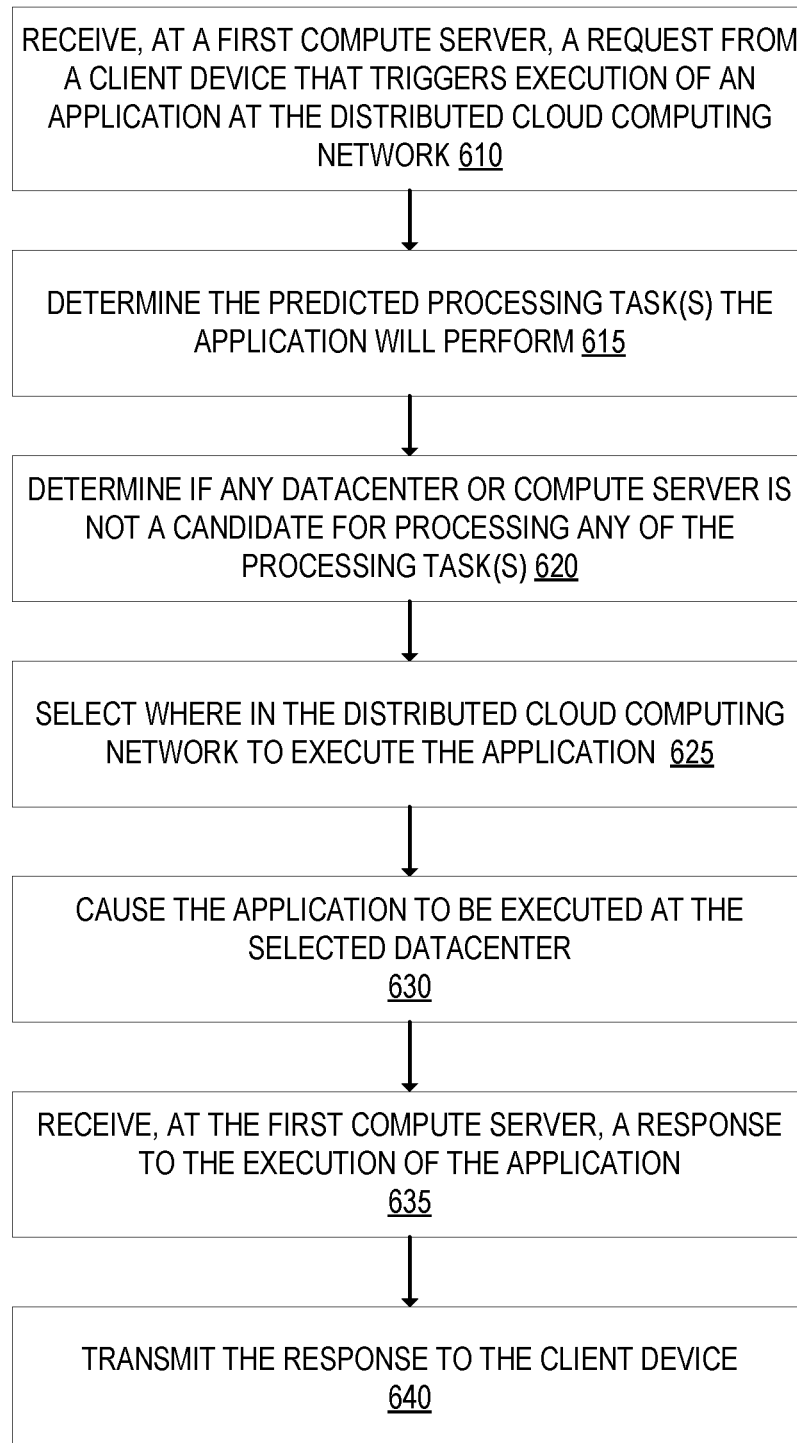 RECEIVE, AT A FIRST COMPUTE SERVER, A REQUEST FROM
A CLIENT DEVICE THAT TRIGGERS EXECUTION OF AN
APPLICATION AT THE DISTRIBUTED CLOUD COMPUTING
NETWORK 610
DETERMINE THE PREDICTED PROCESSING TASK(S) THE
APPLICATION WILL PERFORM 615
DETERMINE IF ANY DATACENTER OR COMPUTE SERVER IS
NOT A CANDIDATE FOR PROCESSING ANY OF THE
PROCESSING TASK(S) 620
SELECT WHERE IN THE DISTRIBUTED CLOUD COMPUTING
NETWORK TO EXECUTE THE APPLICATION 625
CAUSE THE APPLICATION TO BE EXECUTED AT THE
SELECTED DATACENTER
630
RECEIVE, AT THE FIRST COMPUTE SERVER, A RESPONSE
TO THE EXECUTION OF THE APPLICATION
635
TRANSMIT THE RESPONSE TO THE CLIENT DEVICE
640